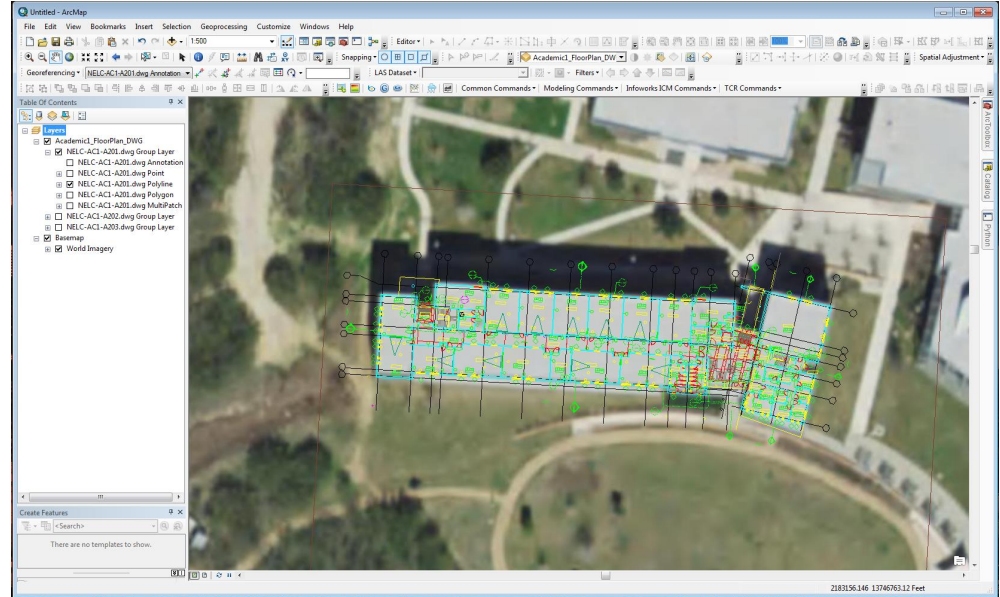 Untitled - ArcMap
File Edit View Bookmarks Insert Selection Geoprocessing Customize Windows Help
1:500 Editor
Snapping Academic1_FloorPlan_DW Spatial Adjustment
Georeferencing NELC-AC1-A201.dwg Annotation LAS Dataset Filters
Common Commands Modeling Commands Infoworks ICM Commands TCR Commands
Table Of Contents
Layers
Academic1_FloorPlan_DWG
NELC-AC1-A201.dwg Group Layer
NELC-AC1-A201.dwg Annotation
NELC-AC1-A201.dwg Point
NELC-AC1-A201.dwg Polyline
NELC-AC1-A201.dwg Polygon
NELC-AC1-A201.dwg MultiPatch
NELC-AC1-A202.dwg Group Layer
NELC-AC1-A203.dwg Group Layer
Basemap
World Imagery
ArcToolbox
Catalog
Python
Create Features
<Search>
There are no templates to show.
2183156.146 13746763.12 Feet